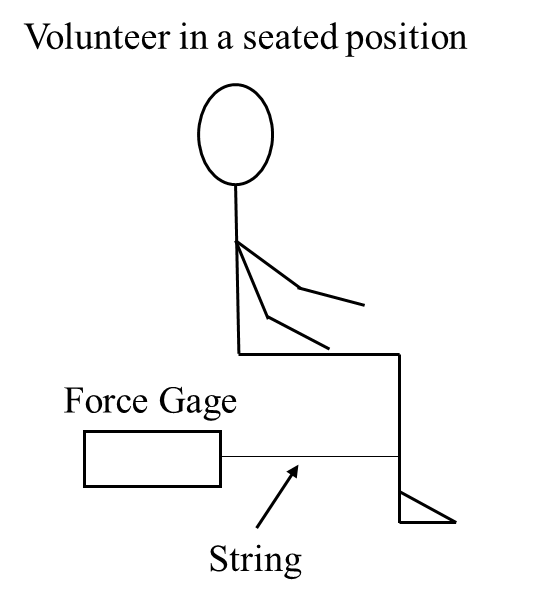 Volunteer in a seated position
Force Gage
String